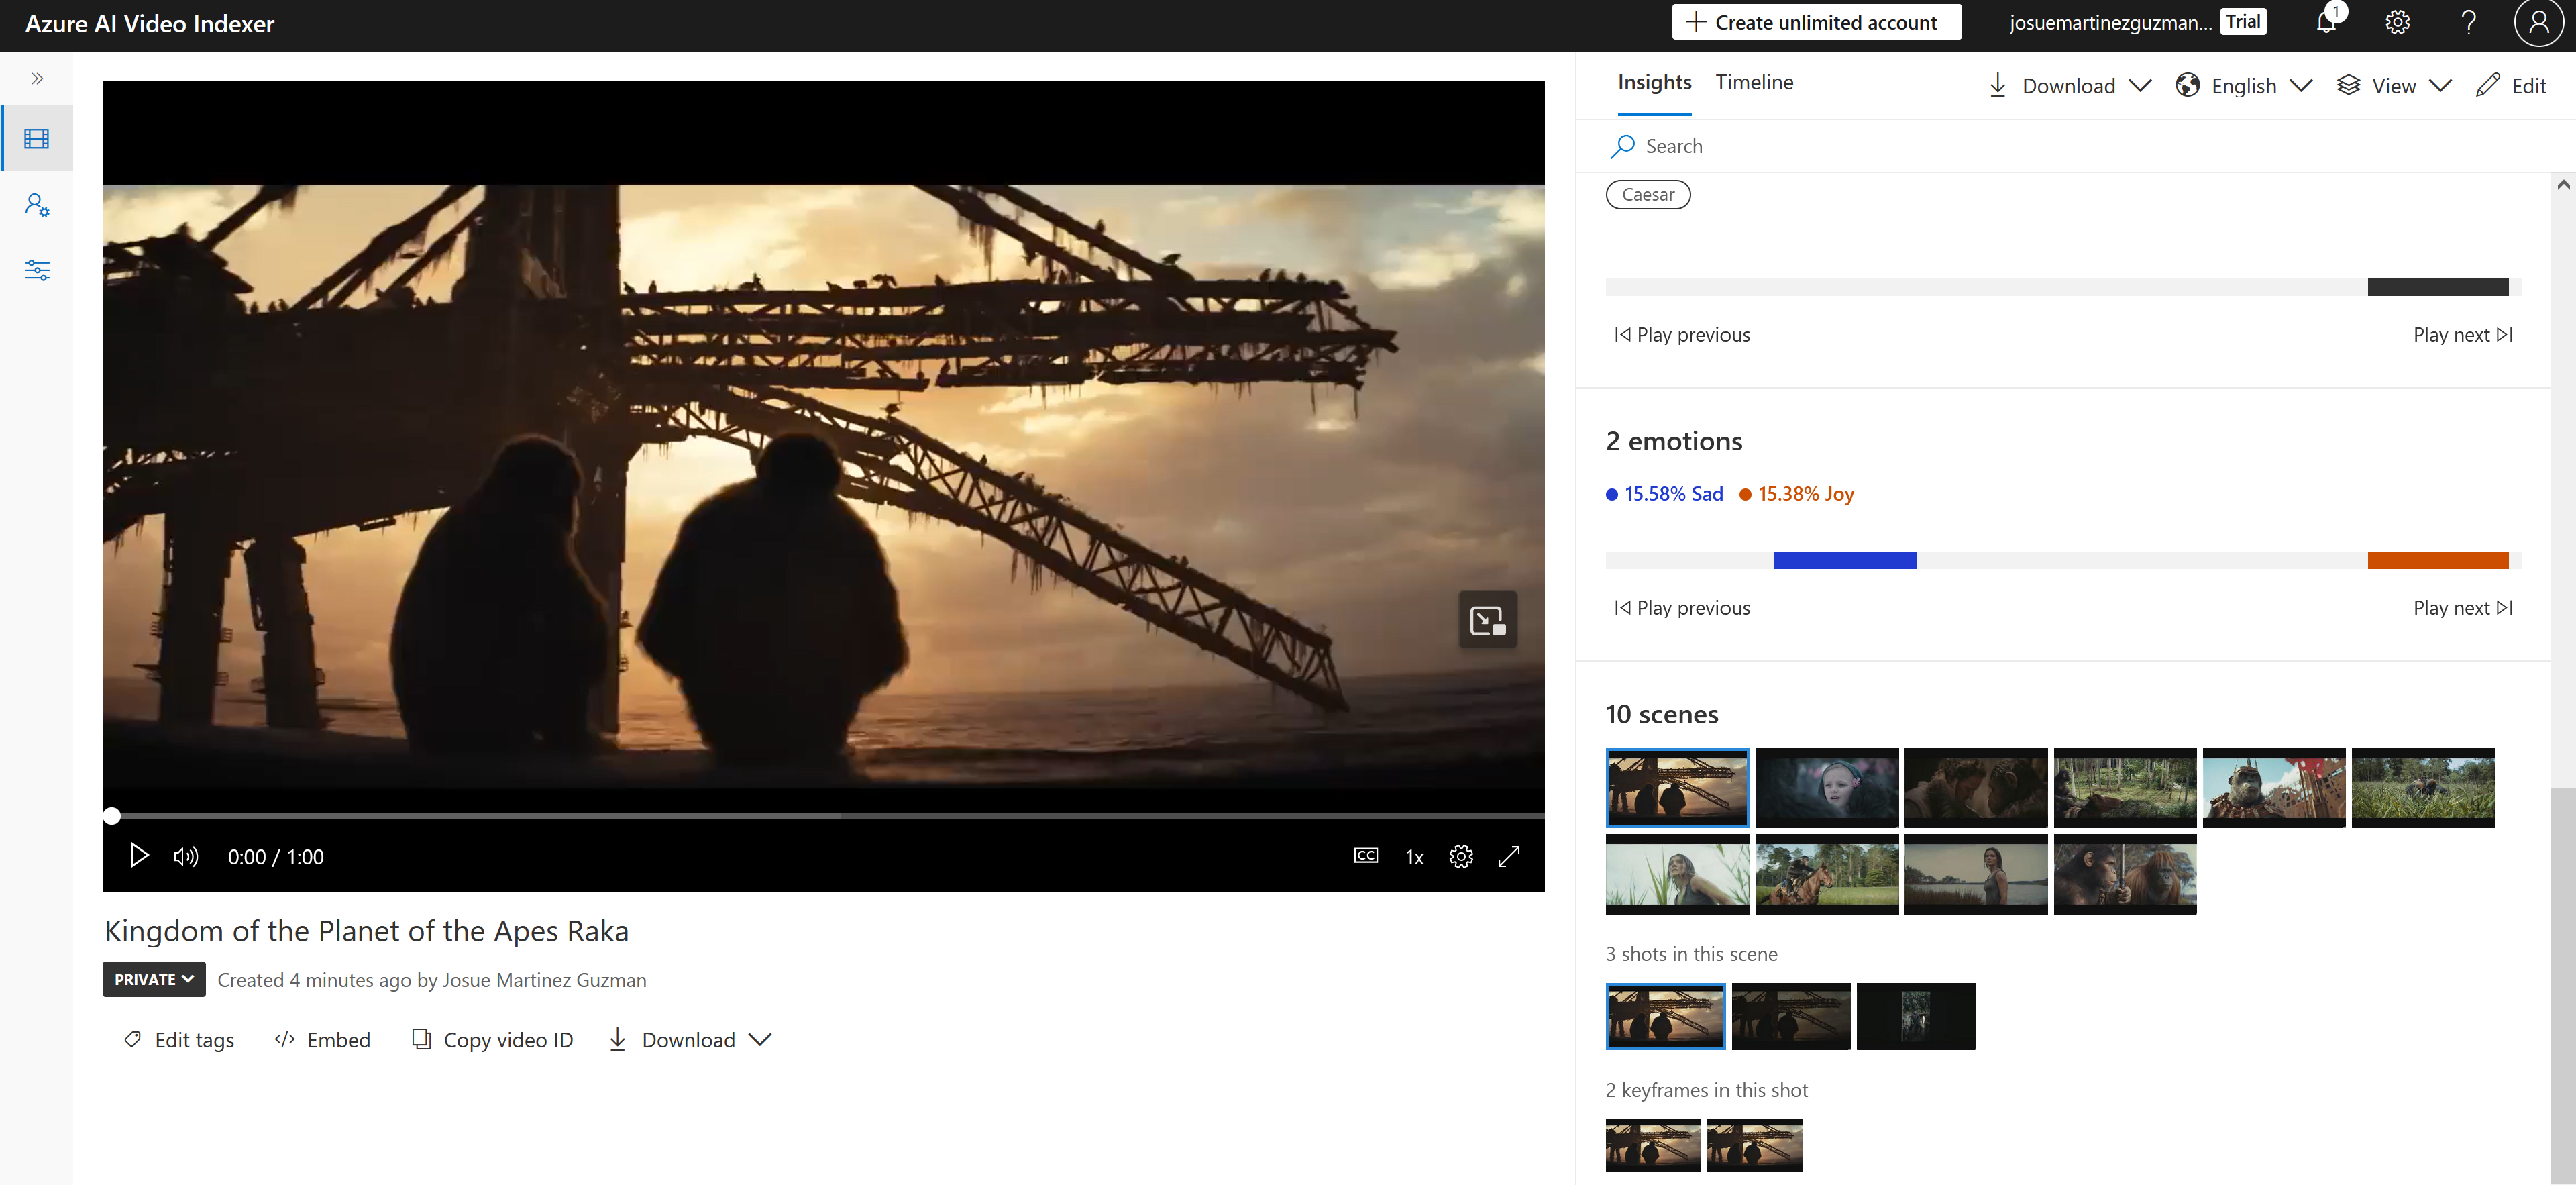 Azure AI Video Indexer
Create unlimited account
josuemartinezguzman...
Trial
1
Insights
Timeline
Download
English
View
Edit
Search
Caesar
Play previous
Play next
2 emotions
15.58% Sad
15.38% Joy
Play previous
Play next
10 scenes
3 shots in this scene
2 keyframes in this shot
0:00 / 1:00
CC
1x
Kingdom of the Planet of the Apes Raka
PRIVATE
Created 4 minutes ago by Josue Martinez Guzman
Edit tags
Embed
Copy video ID
Download